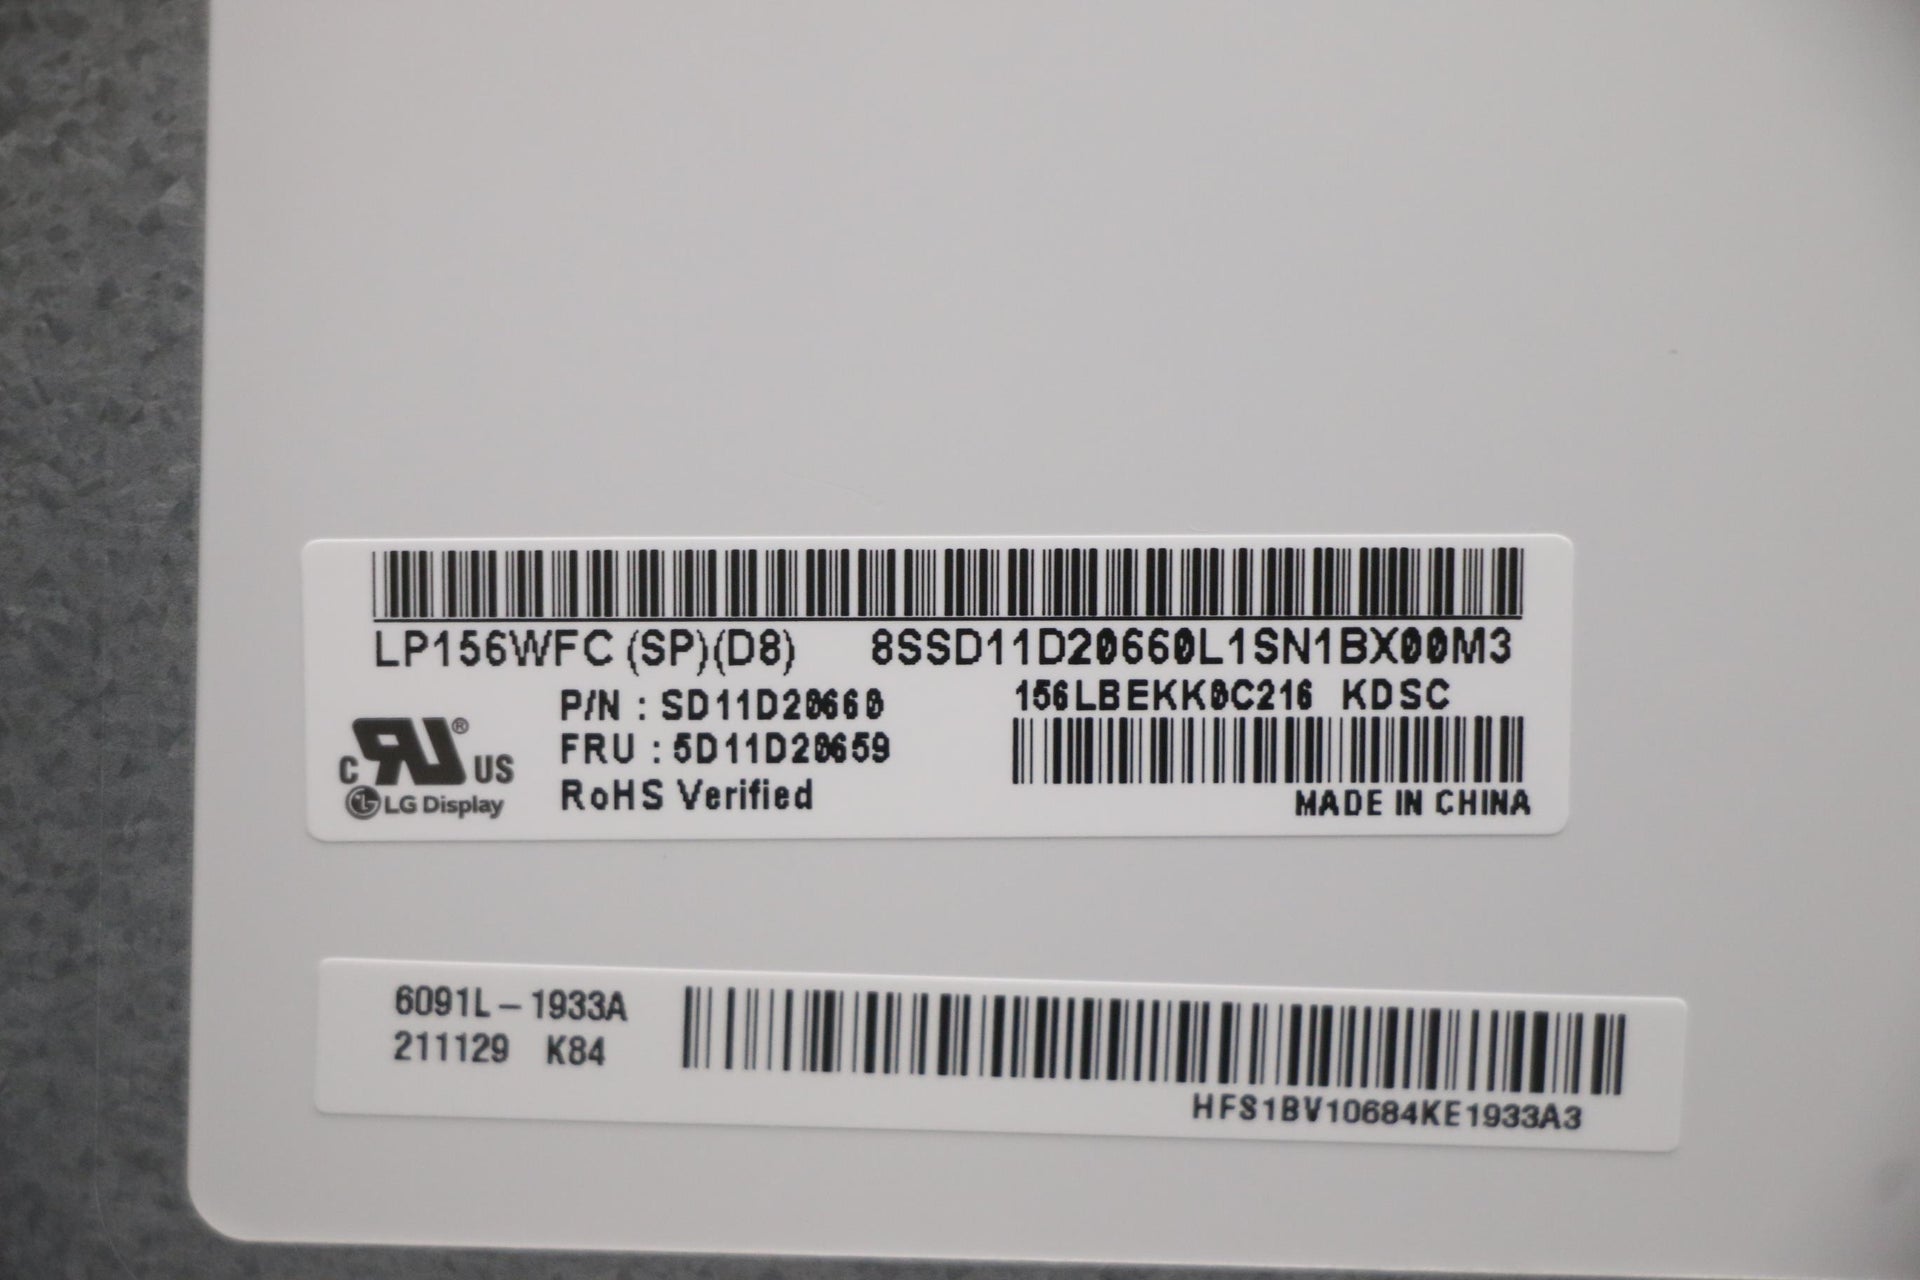 LP156WFC (SP)(D8) 8SSD11D20660L1SN1BX00M3
P/N : SD11D20660
FRU : 5D11D20659
RoHS Verified
156LBEKK0C216 KDSC
MADE IN CHINA
C RU ® US
LG Display
6091L-1933A
211129 K84
HFS1BV10684KE1933A3